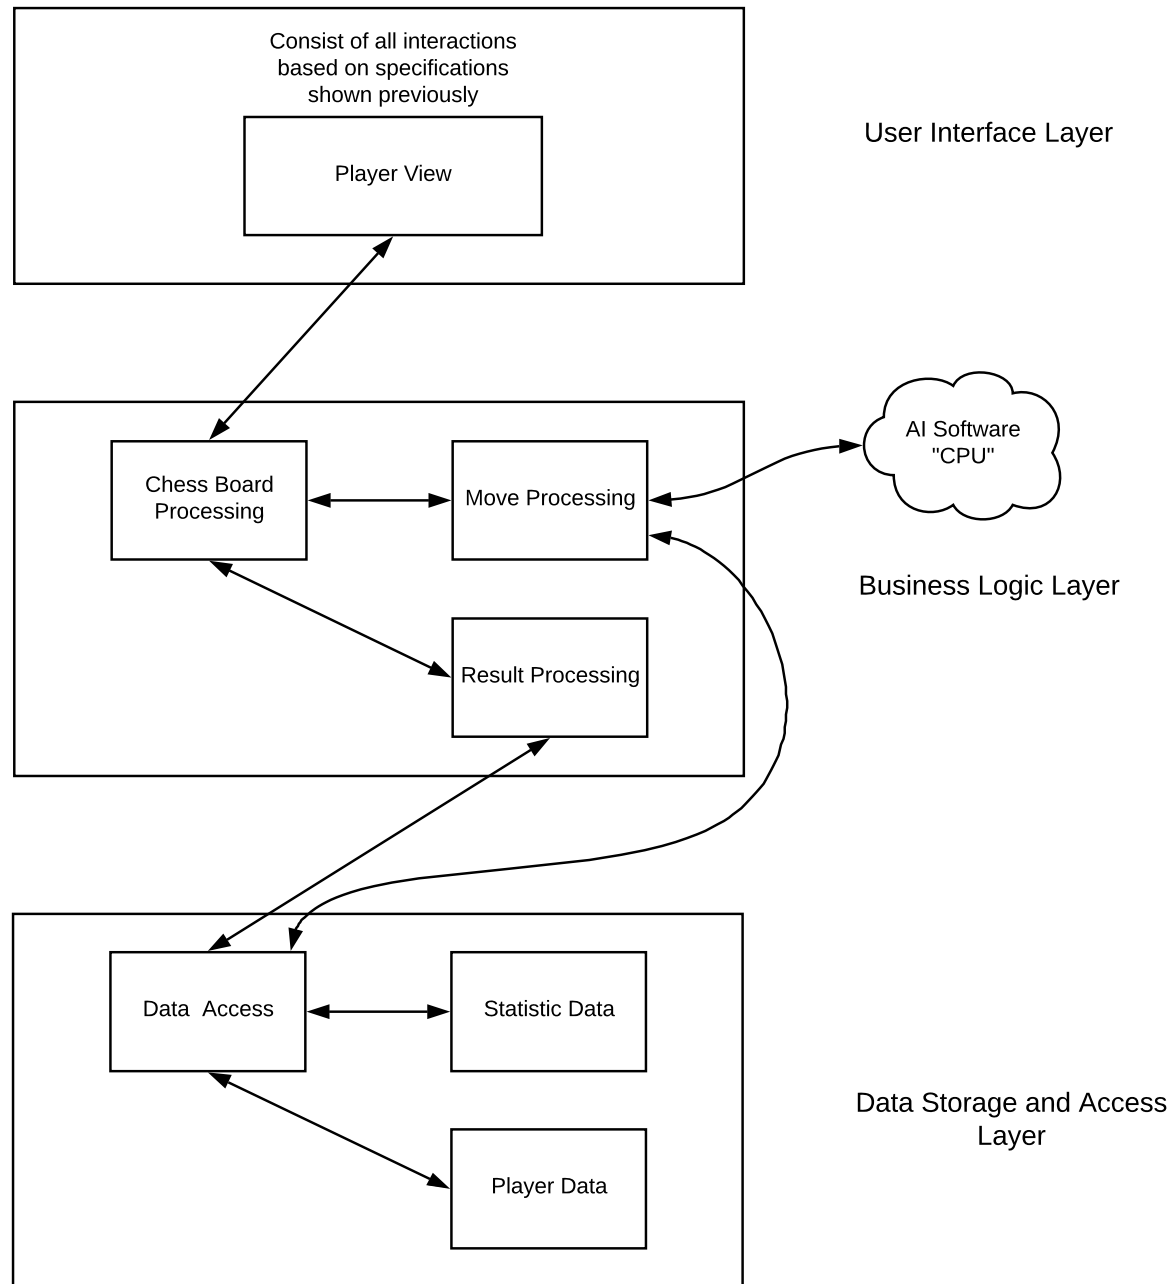 Consist of all interactions
based on specifications
shown previously
Player View
User Interface Layer
Chess Board
Processing
Move Processing
AI Software
"CPU"
Business Logic Layer
Result Processing
Data Access
Statistic Data
Data Storage and Access
Layer
Player Data